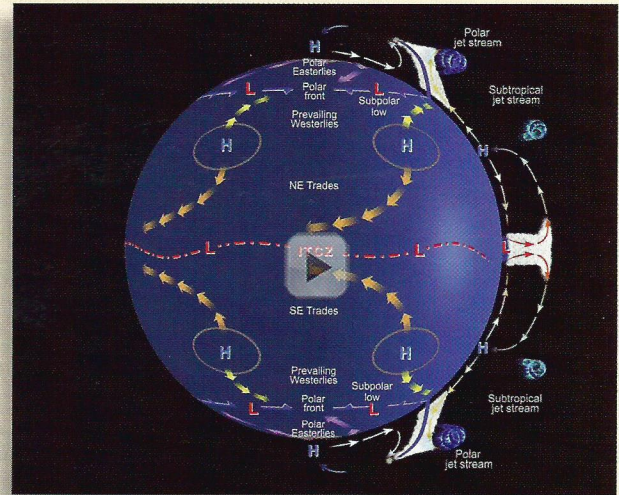 H
Polar
jet stream
Polar
Easterlies
L Polar L
front
Subpolar
low
Subtropical
jet stream
Prevailing
Westerlies
H
H
H
NE Trades
L
ITCZ
L
L
SE Trades
H
H
H
Prevailing
Westerlies
Subpolar
low
Polar
front
L
L
Subtropical
jet stream
Polar
Easterlies
H
Polar
jet stream